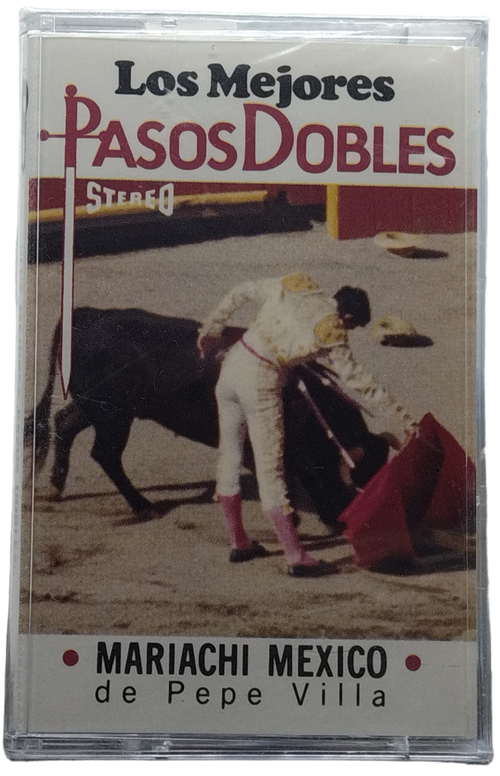 Los Mejores
PASOS DOBLES
STEREO
• MARIACHI MEXICO •
de Pepe Villa